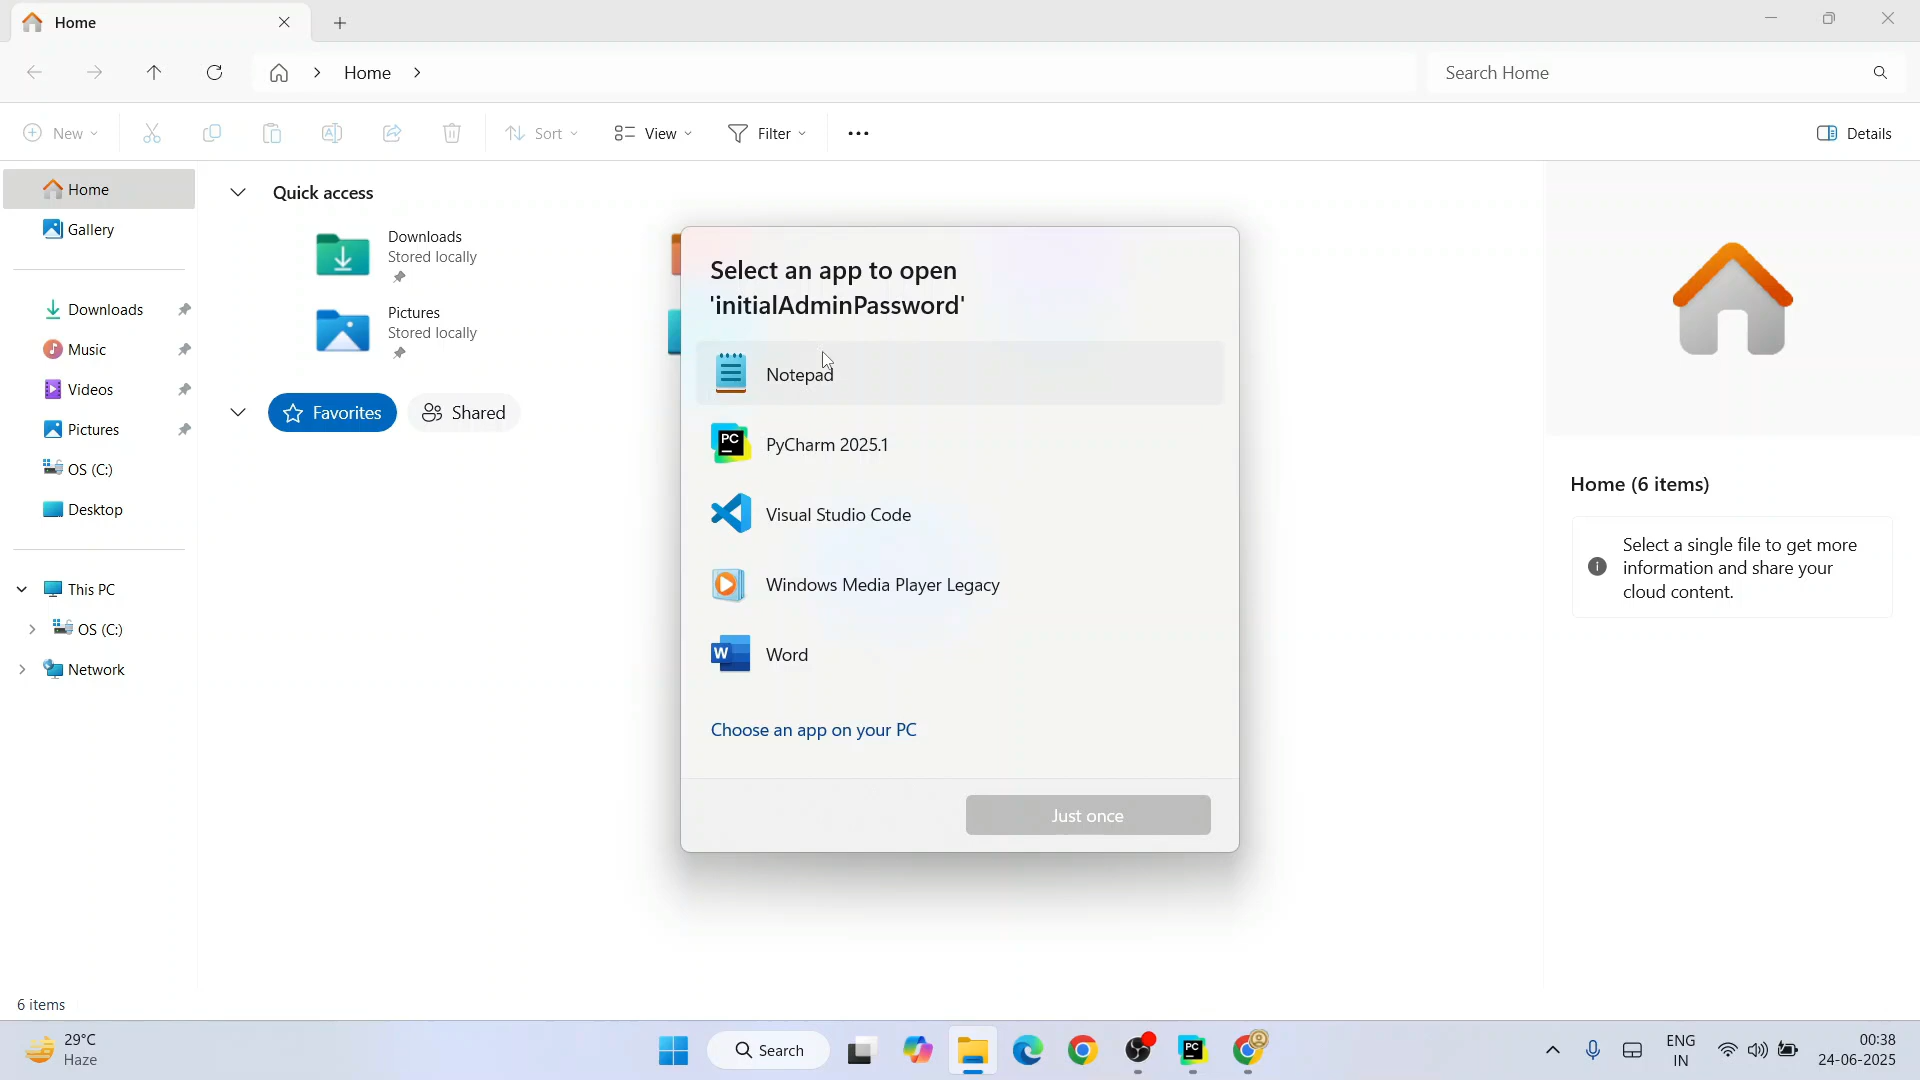 Home
Home
Search Home
New
Sort
View
Filter
Details
Home
Gallery
Downloads
Music
Videos
Pictures
OS (C:)
Desktop
This PC
OS (C:)
Network
Quick access
Downloads
Stored locally
Pictures
Stored locally
Favorites
Shared
Select an app to open
'initialAdminPassword'
Notepad
PC
PyCharm 2025.1
Visual Studio Code
Windows Media Player Legacy
W
Word
Choose an app on your PC
Just once
Home (6 items)
Select a single file to get more
information and share your
cloud content.
6 items
29°C
Haze
Search
PC
ENG
IN
00:38
24-06-2025